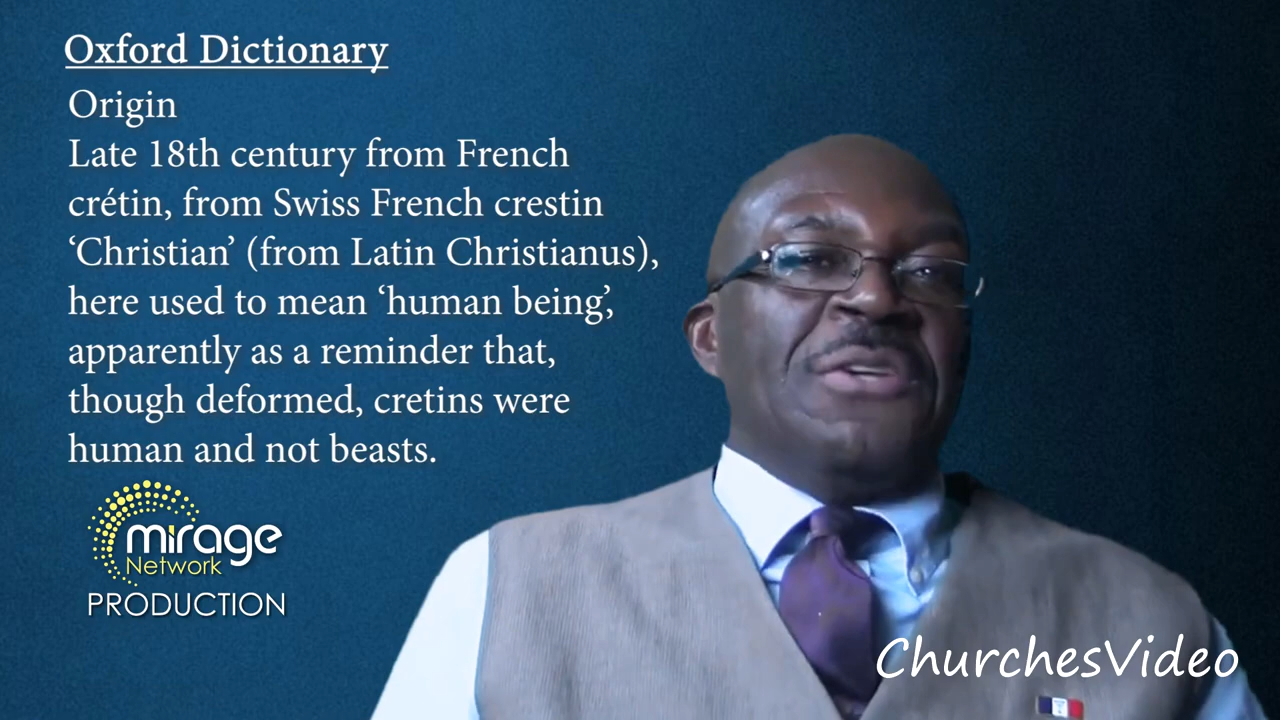 Oxford Dictionary
Origin
Late 18th century from French
crétin, from Swiss French crestin
‘Christian’ (from Latin Christianus),
here used to mean ‘human being’,
apparently as a reminder that,
though deformed, cretins were
human and not beasts.
mirage
Network
PRODUCTION
ChurchesVideo